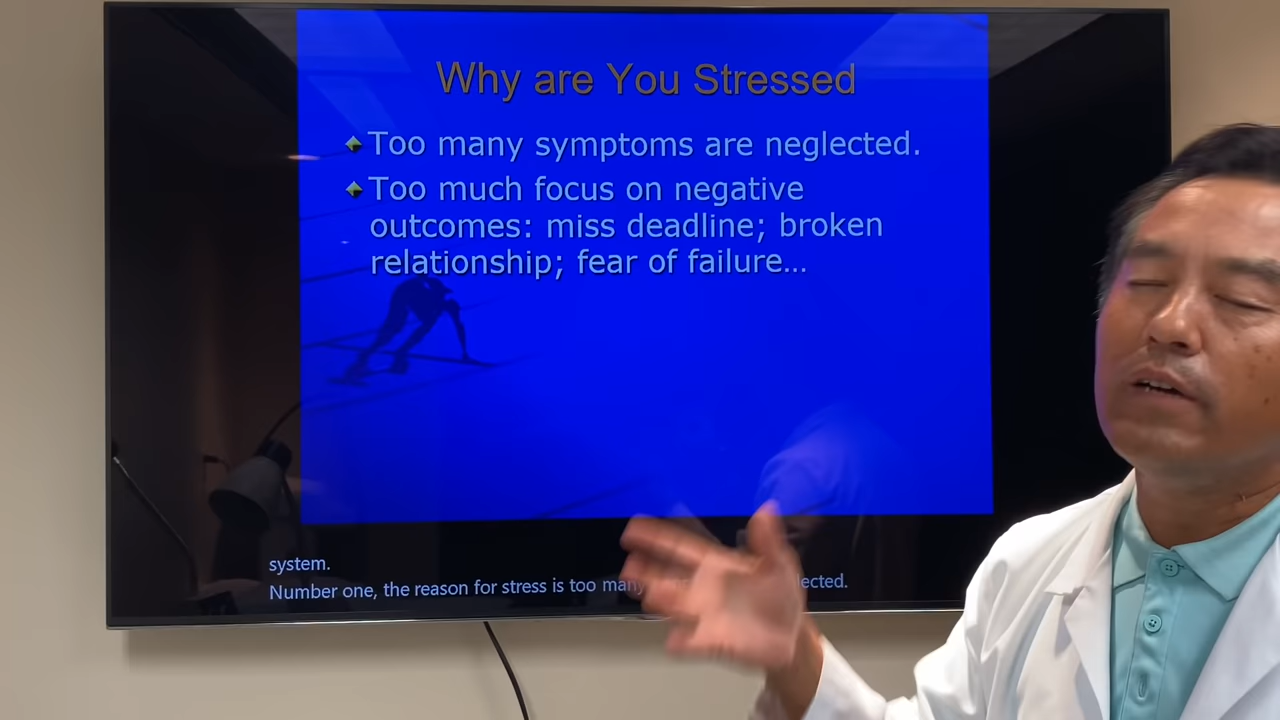 Why are You Stressed
Too many symptoms are neglected.
Too much focus on negative
outcomes: miss deadline; broken
relationship; fear of failure…
system.
Number one, the reason for stress is too many